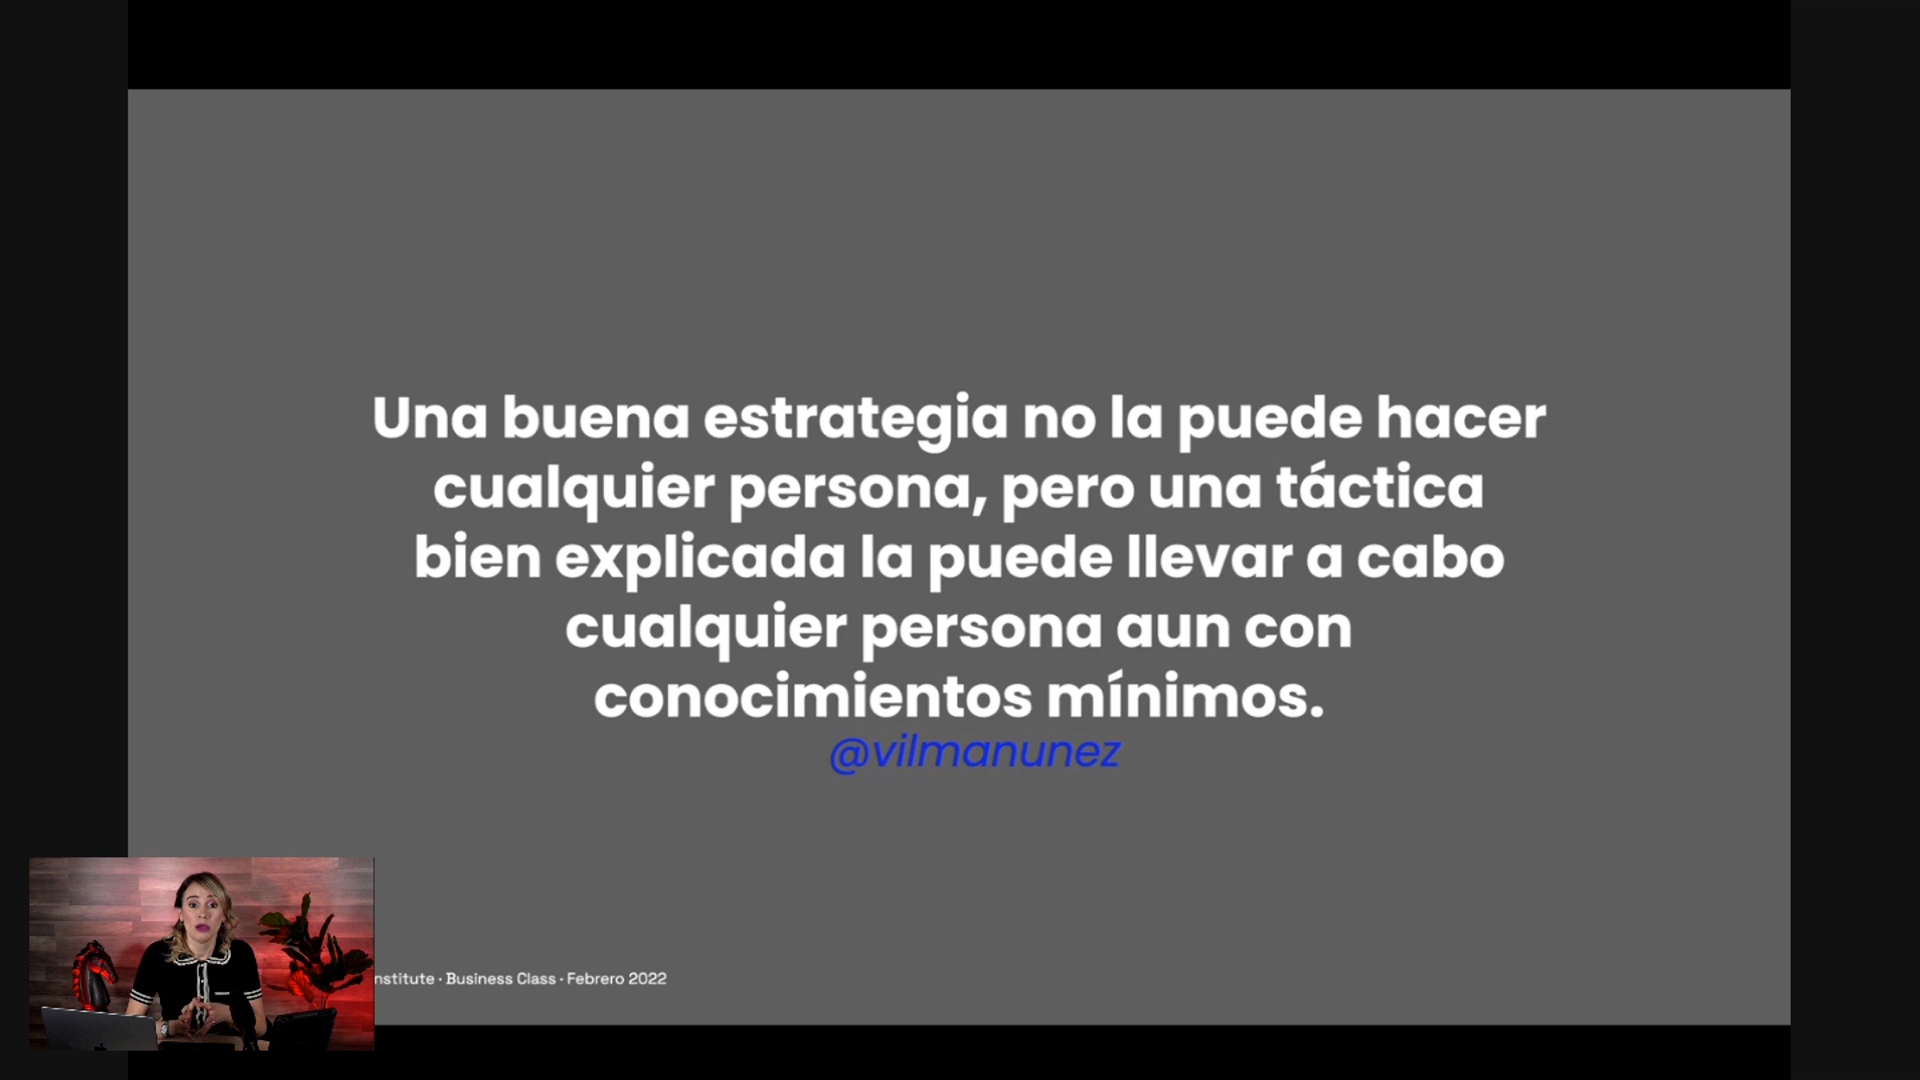 Una buena estrategia no la puede hacer
cualquier persona, pero una táctica
bien explicada la puede llevar a cabo
cualquier persona aun con
conocimientos mínimos.
@vilmanunez
nstitute · Business Class · Febrero 2022